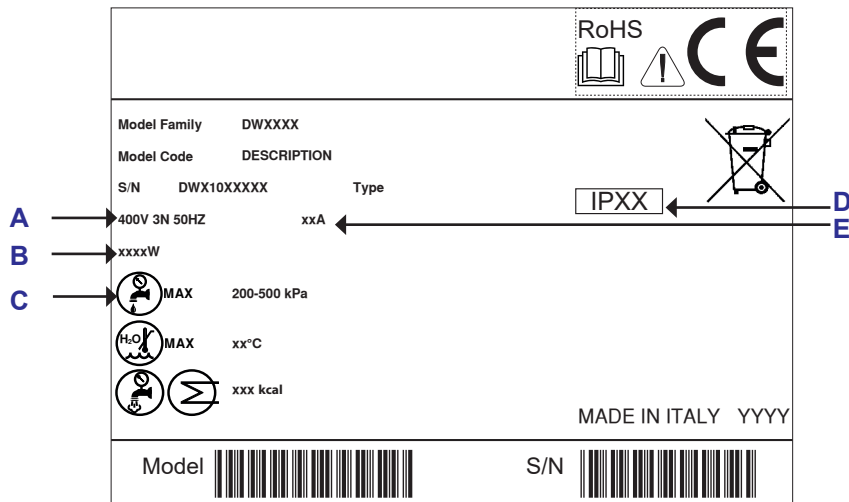 RoHS
CE
Model Family DWXXXX
Model Code DESCRIPTION
S/N DWX10XXXXX Type
IPXX
D
A
400V 3N 50HZ xxA
E
B
xxxxW
C
MAX 200-500 kPa
H₂O MAX xx°C
xxx kcal
MADE IN ITALY YYYY
Model S/N